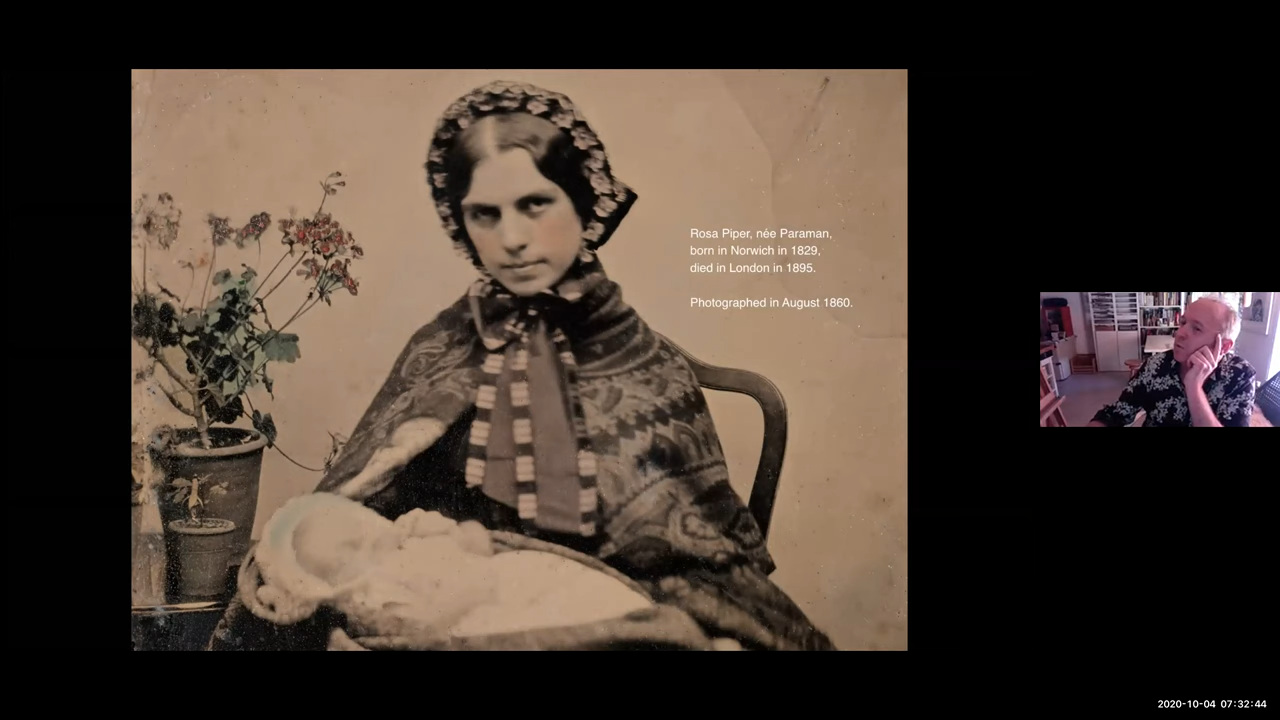 Rosa Piper, née Paraman,
born in Norwich in 1829,
died in London in 1895.
Photographed in August 1860.
2020-10-04 07:32:44